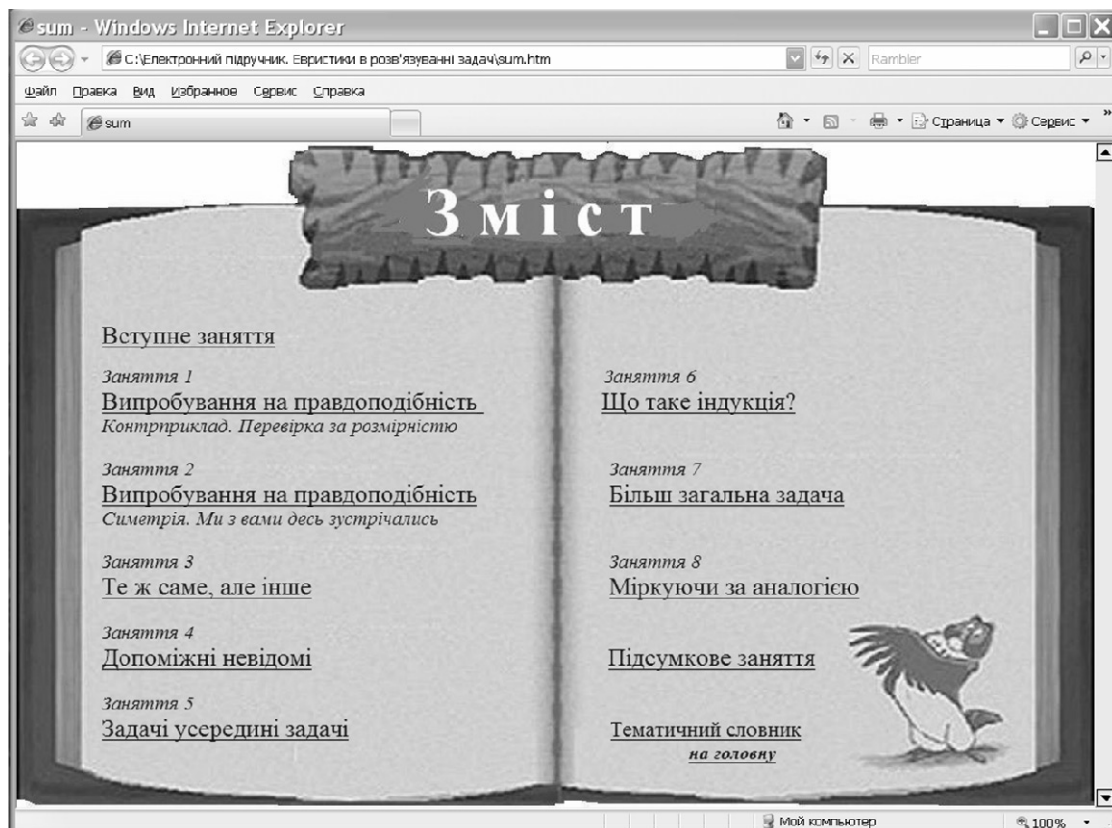 sum - Windows Internet Explorer
C:\Електронний підручник. Евристики в розв'язуванні задач\sum.htm
Rambler
Файл Правка Вид Избранное Сервис Справка
sum
Страница Сервис »
Зміст
Вступне заняття
Заняття 1
Випробування на правдоподібність
Контрприклад. Перевірка за розмірністю
Заняття 2
Випробування на правдоподібність
Симетрія. Ми з вами десь зустрічались
Заняття 3
Те ж саме, але інше
Заняття 4
Допоміжні невідомі
Заняття 5
Задачі усередині задачі
Заняття 6
Що таке індукція?
Заняття 7
Більш загальна задача
Заняття 8
Міркуючи за аналогією
Підсумкове заняття
Тематичний словник
на головну
Мой компьютер
100%